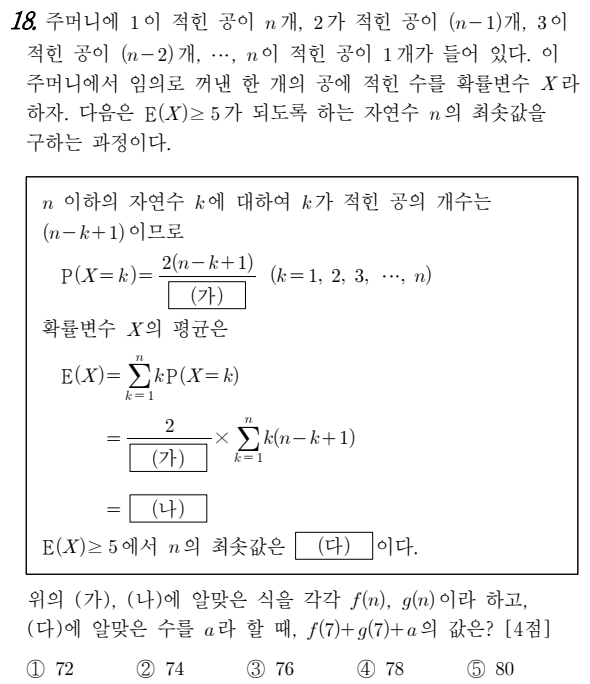 18. 주머니에 1이 적힌 공이 n개, 2가 적힌 공이 (n-1)개, 3이
적힌 공이 (n-2)개, ⋯, n이 적힌 공이 1개가 들어 있다. 이
주머니에서 임의로 꺼낸 한 개의 공에 적힌 수를 확률변수 X라
하자. 다음은 E(X)≥5가 되도록 하는 자연수 n의 최솟값을
구하는 과정이다.
n 이하의 자연수 k에 대하여 k가 적힌 공의 개수는
(n-k+1)이므로
P(X=k)= 2(n-k+1) / (가) (k=1, 2, 3, ⋯, n)
확률변수 X의 평균은
E(X)= ∑_{k=1}^{n} kP(X=k)
= 2 / (가) × ∑_{k=1}^{n} k(n-k+1)
= (나)
E(X)≥5에서 n의 최솟값은 (다) 이다.
위의 (가), (나)에 알맞은 식을 각각 f(n), g(n)이라 하고,
(다)에 알맞은 수를 a라 할 때, f(7)+g(7)+a의 값은? [4점]
① 72 ② 74 ③ 76 ④ 78 ⑤ 80